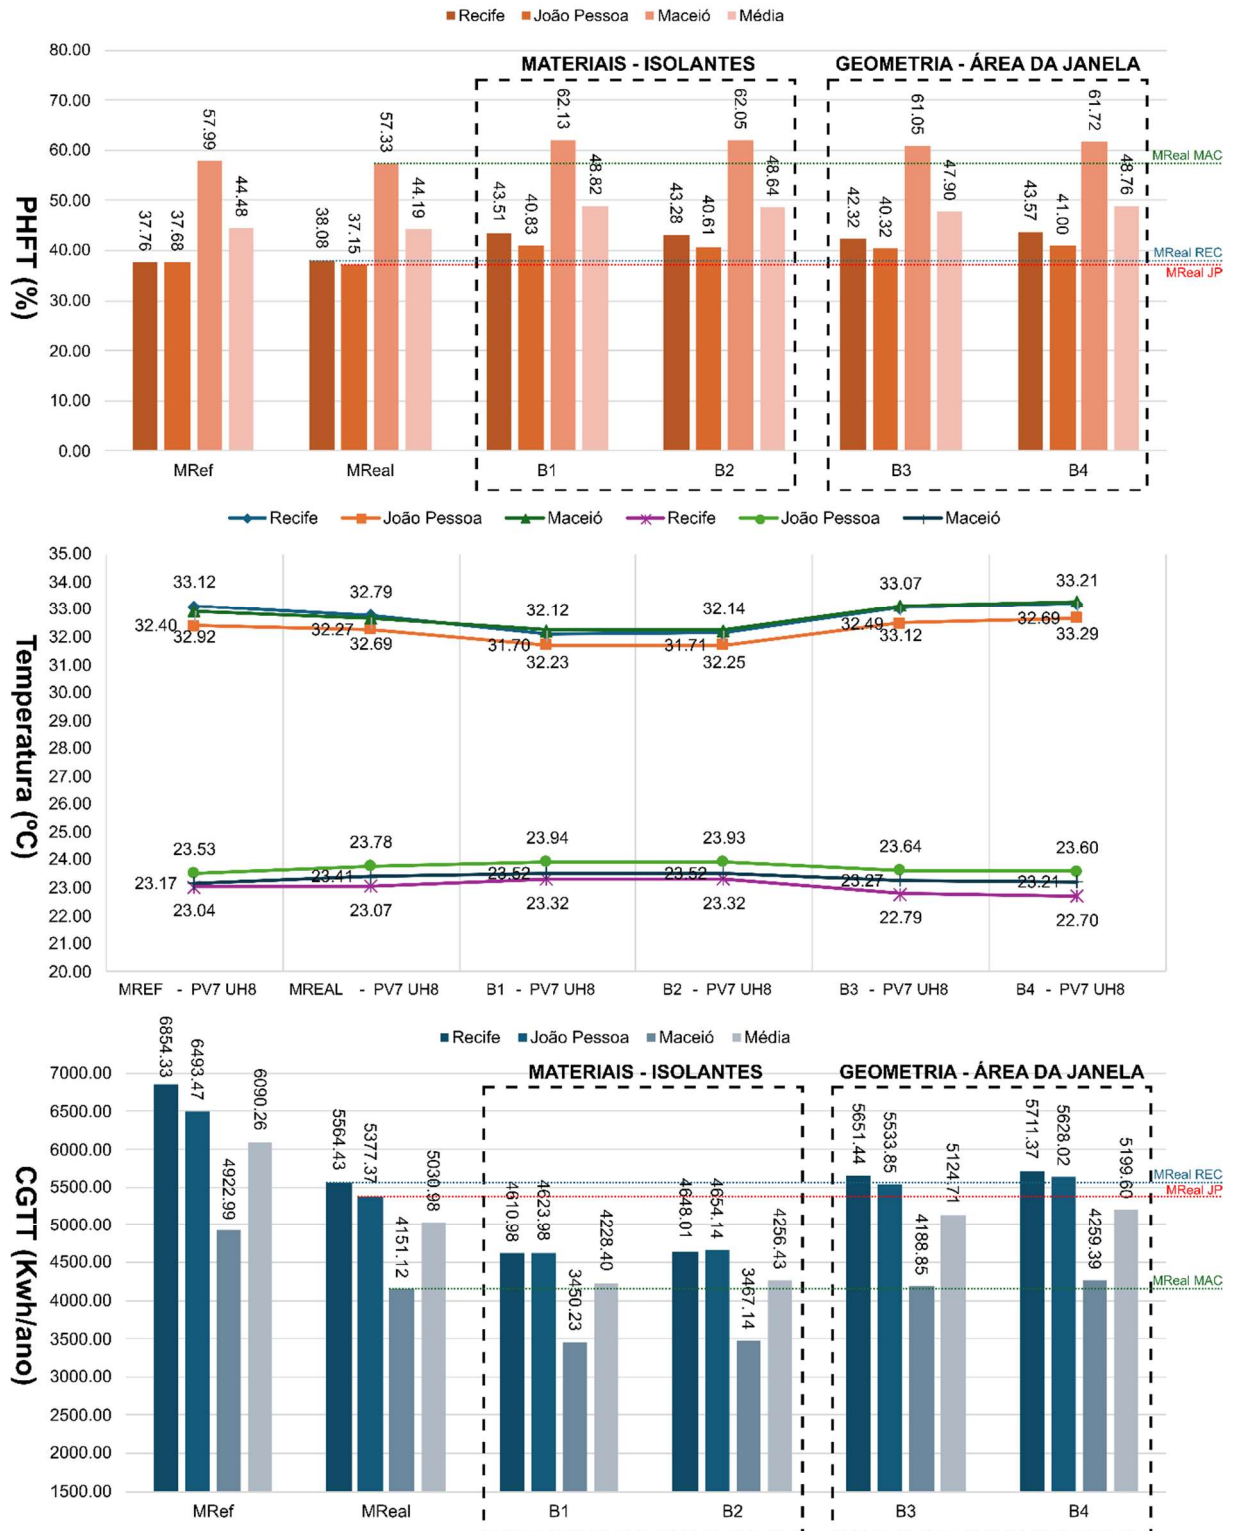 Recife João Pessoa Maceió Média
PHFT (%)
80.00
70.00
60.00
50.00
40.00
30.00
20.00
10.00
0.00
MATERIAIS - ISOLANTES
GEOMETRIA - ÁREA DA JANELA
37.76 37.68 57.99 44.48
38.08 37.15 57.33 44.19
43.51 40.83 62.13 48.82
43.28 40.61 62.05 48.64
42.32 40.32 61.05 47.90
43.57 41.00 61.72 48.76
MReal MAC
MReal REC
MReal JP
MRef MReal B1 B2 B3 B4
Recife João Pessoa Maceió Recife João Pessoa Maceió
Temperatura (ºC)
35.00
34.00
33.00
32.00
31.00
30.00
29.00
28.00
27.00
26.00
25.00
24.00
23.00
22.00
21.00
20.00
33.12 32.79 32.12 32.14 33.07 33.21
32.40 32.27 31.70 31.71 32.49 32.69
32.92 32.69 32.23 32.25 33.12 33.29
23.53 23.78 23.94 23.93 23.64 23.60
23.17 23.41 23.52 23.52 23.27 23.21
23.04 23.07 23.32 23.32 22.79 22.70
MREF - PV7 UH8 MREAL - PV7 UH8 B1 - PV7 UH8 B2 - PV7 UH8 B3 - PV7 UH8 B4 - PV7 UH8
Recife João Pessoa Maceió Média
CGTT (Kwh/ano)
7000.00
6500.00
6000.00
5500.00
5000.00
4500.00
4000.00
3500.00
3000.00
2500.00
2000.00
1500.00
MATERIAIS - ISOLANTES
GEOMETRIA - ÁREA DA JANELA
6854.33 6493.47 4922.99 6090.26
5564.43 5377.37 4151.12 5030.98
4610.98 4623.98 3450.23 4228.40
4648.01 4654.14 3467.14 4256.43
5651.44 5533.85 4188.85 5124.71
5711.37 5628.02 4259.39 5199.60
MReal REC
MReal JP
MReal MAC
MRef MReal B1 B2 B3 B4